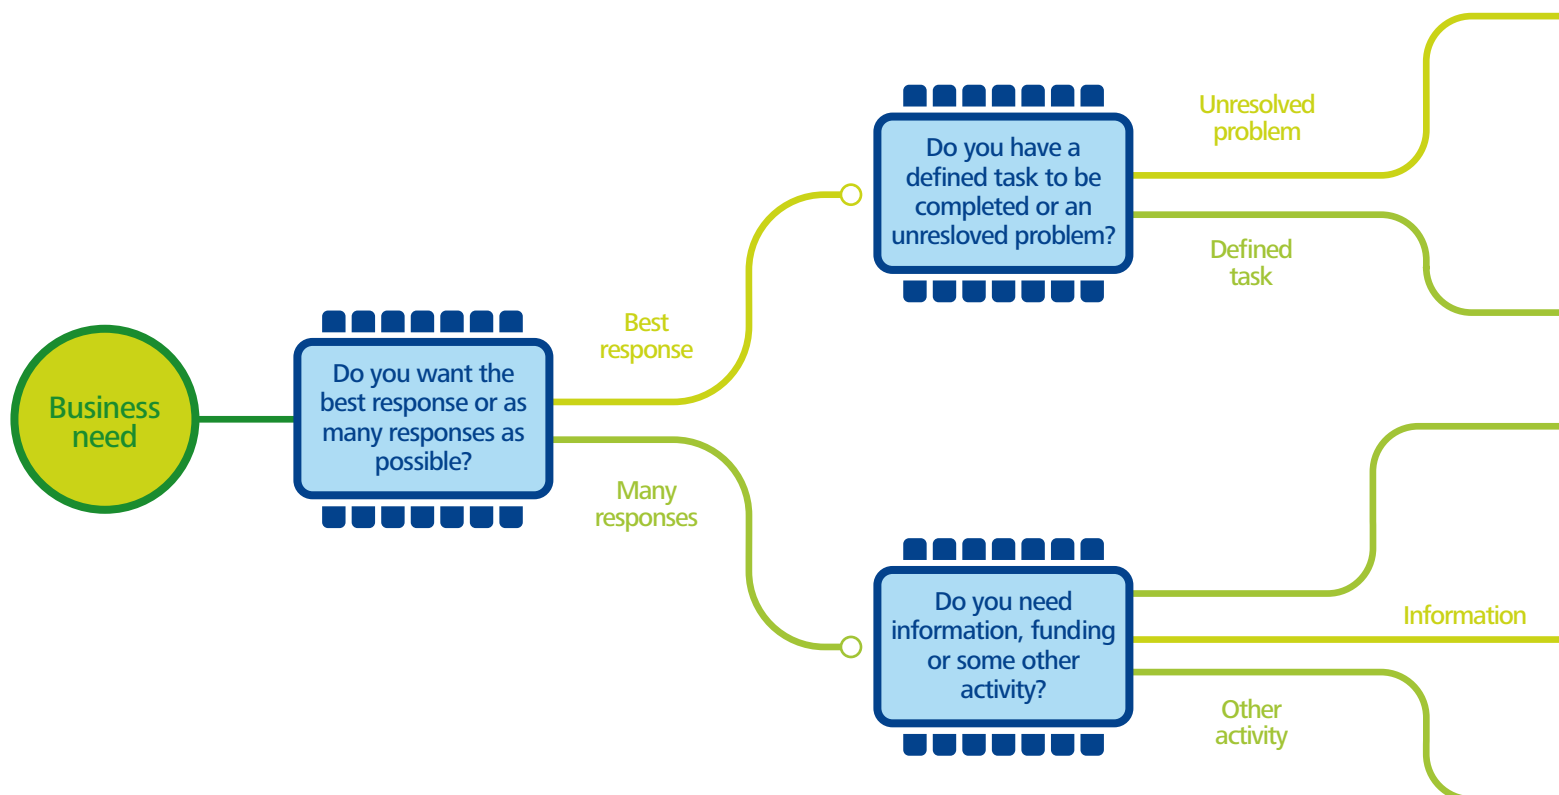 Business
need
Do you want the
best response or as
many responses as
possible?
Best
response
Many
responses
Do you have a
defined task to be
completed or an
unresloved problem?
Unresolved
problem
Defined
task
Do you need
information, funding
or some other
activity?
Information
Other
activity